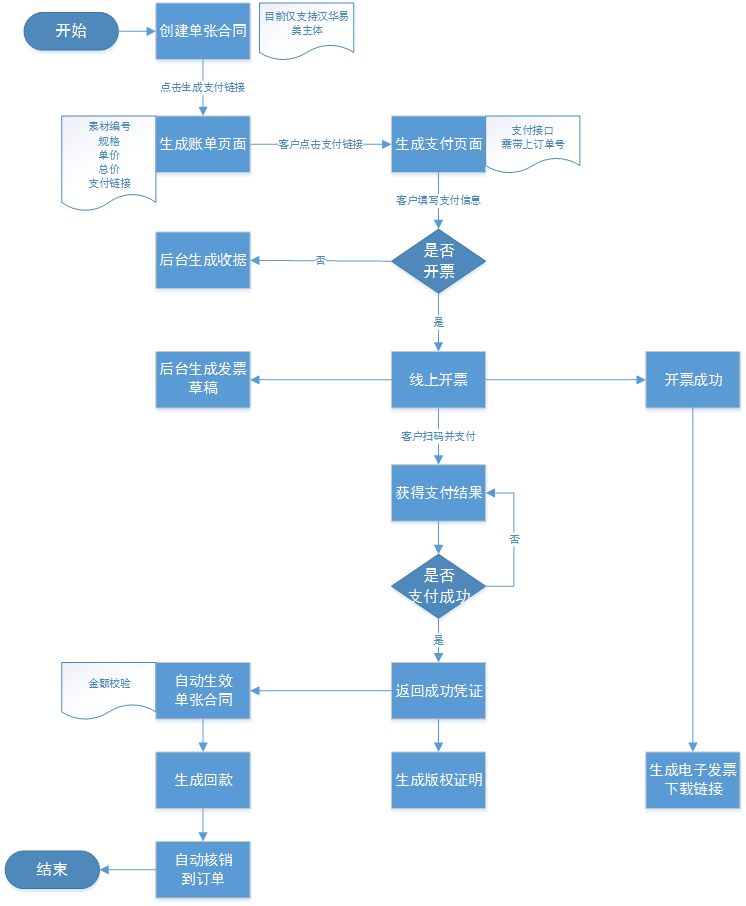 开始
创建单张合同
目前仅支持汉华易
美主体
点击生成支付链接
素材编号
规格
单价
总价
支付链接
生成账单页面
客户点击支付链接
生成支付页面
支付接口
需带上订单号
客户填写支付信息
后台生成收据
否
是否
开票
是
后台生成发票
草稿
线上开票
开票成功
客户扫码并支付
获得支付结果
否
是否
支付成功
是
金额校验
自动生效
单张合同
返回成功凭证
生成回款
生成版权证明
生成电子发票
下载链接
结束
自动核销
到订单